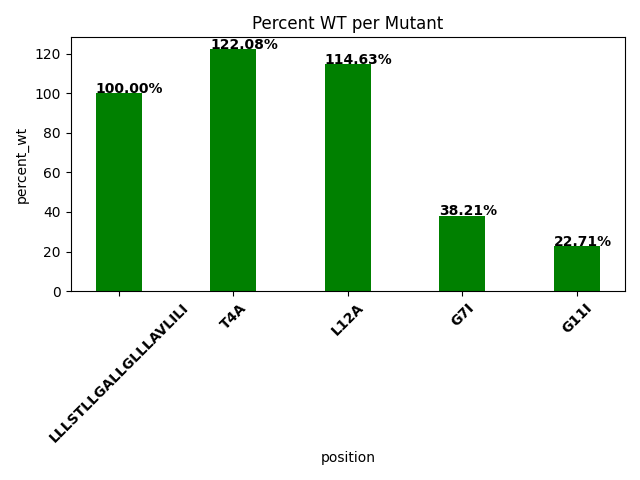 Percent WT per Mutant
percent_wt
120
100
80
60
40
20
0
100.00%
122.08%
114.63%
38.21%
22.71%
LLLSTLLGALLGLLLAVLILI
T4A
L12A
G7I
G11I
position